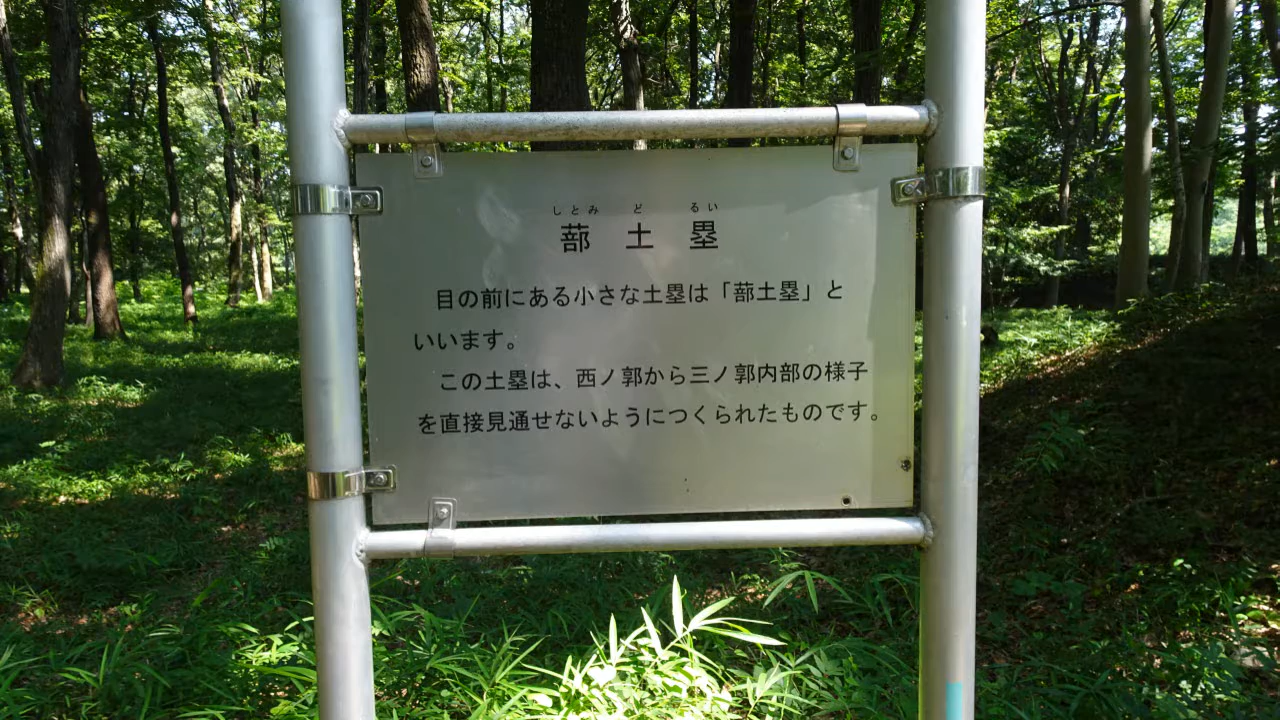 しとみ ど るい
蔀 土 塁
目の前にある小さな土塁は「蔀土塁」と
いいます。
この土塁は、西ノ郭から三ノ郭内部の様子
を直接見通せないようにつくられたものです。